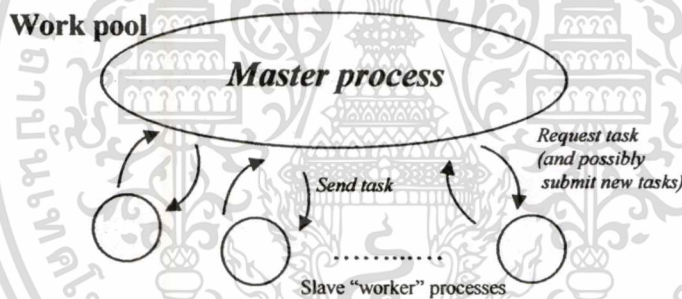 Work pool
Master process
Request task
(and possibly
submit new tasks)
Send task
Slave “worker” processes